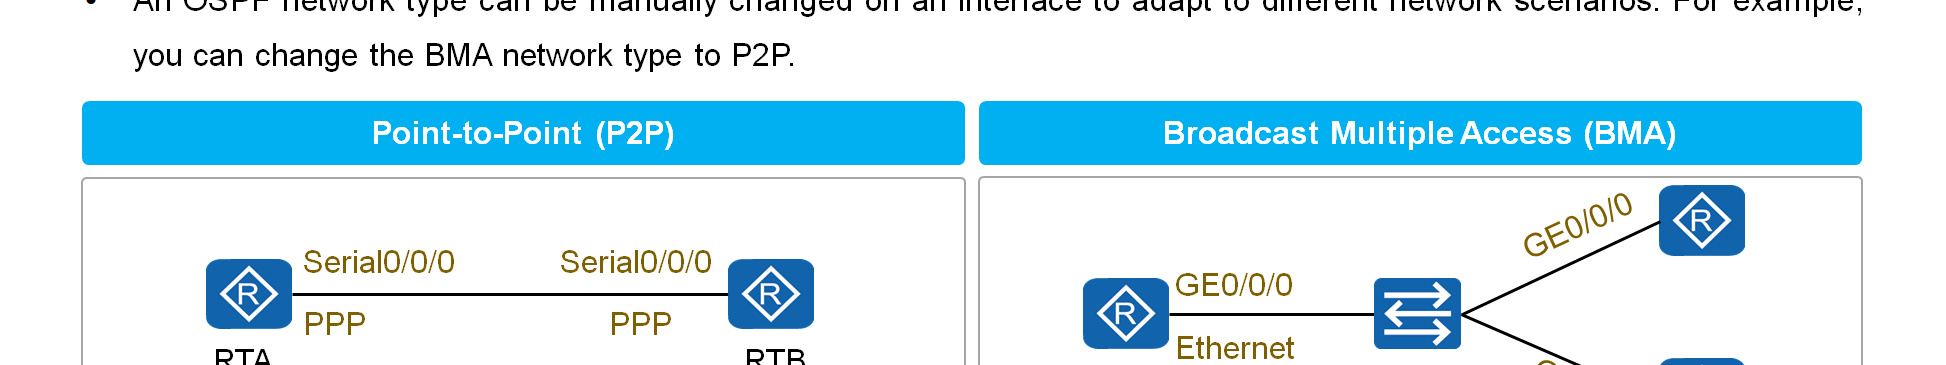 • An OSPF network type can be manually changed on an interface to adapt to different network scenarios. For example,
you can change the BMA network type to P2P.
Point-to-Point (P2P)
Broadcast Multiple Access (BMA)
Serial0/0/0
Serial0/0/0
R
R
PPP
PPP
RTA
RTB
GE0/0/0
R
GE0/0/0
R
Ethernet